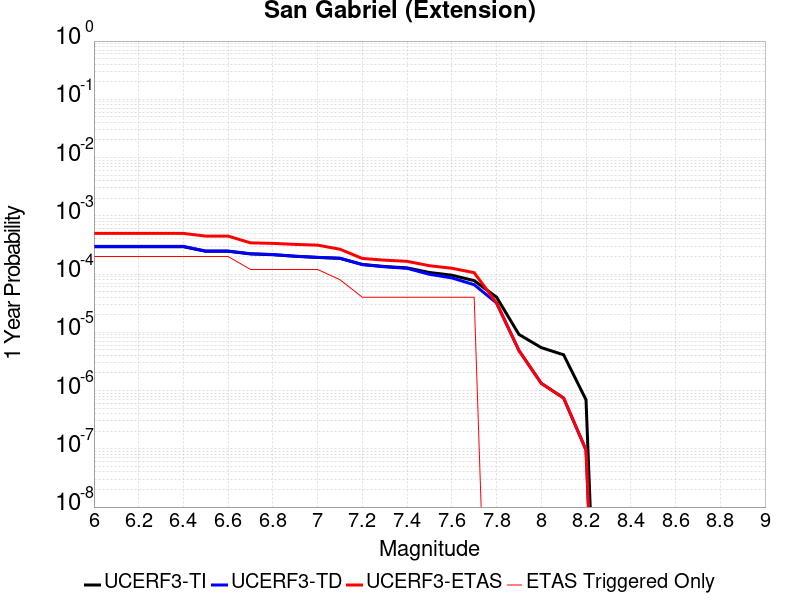 San Gabriel (Extension)
10^0
10^-1
10^-2
10^-3
10^-4
10^-5
10^-6
10^-7
10^-8
1 Year Probability
6 6.2 6.4 6.6 6.8 7 7.2 7.4 7.6 7.8 8 8.2 8.4 8.6 8.8 9
Magnitude
UCERF3-TI UCERF3-TD UCERF3-ETAS ETAS Triggered Only